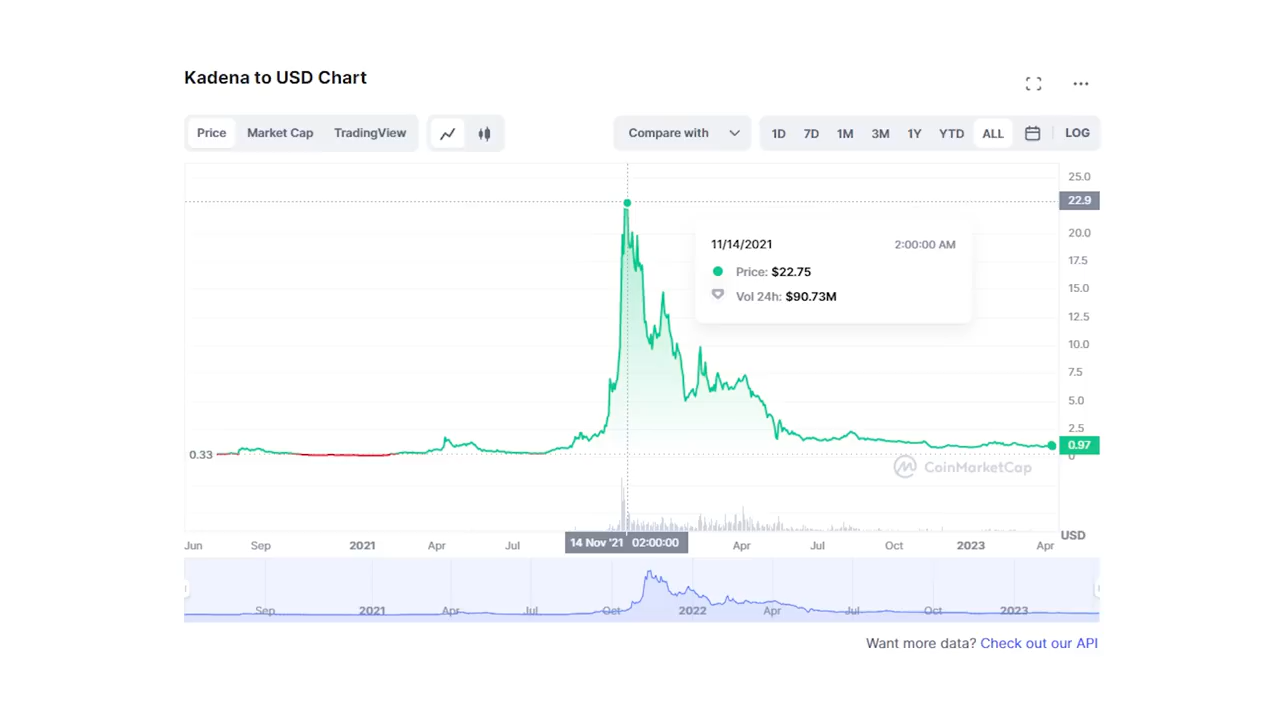 Kadena to USD Chart
Price Market Cap TradingView Compare with 1D 7D 1M 3M 1Y YTD ALL LOG
25.0
22.9
20.0
17.5
15.0
12.5
10.0
7.5
5.0
2.5
0.97
0
11/14/2021 2:00:00 AM
Price: $22.75
Vol 24h: $90.73M
0.33
CoinMarketCap
USD
Jun Sep 2021 Apr Jul 14 Nov '21 02:00:00 Apr Jul Oct 2023 Apr
Sep 2021 Apr Jul Oct 2022 Apr Jul Oct 2023
Want more data? Check out our API